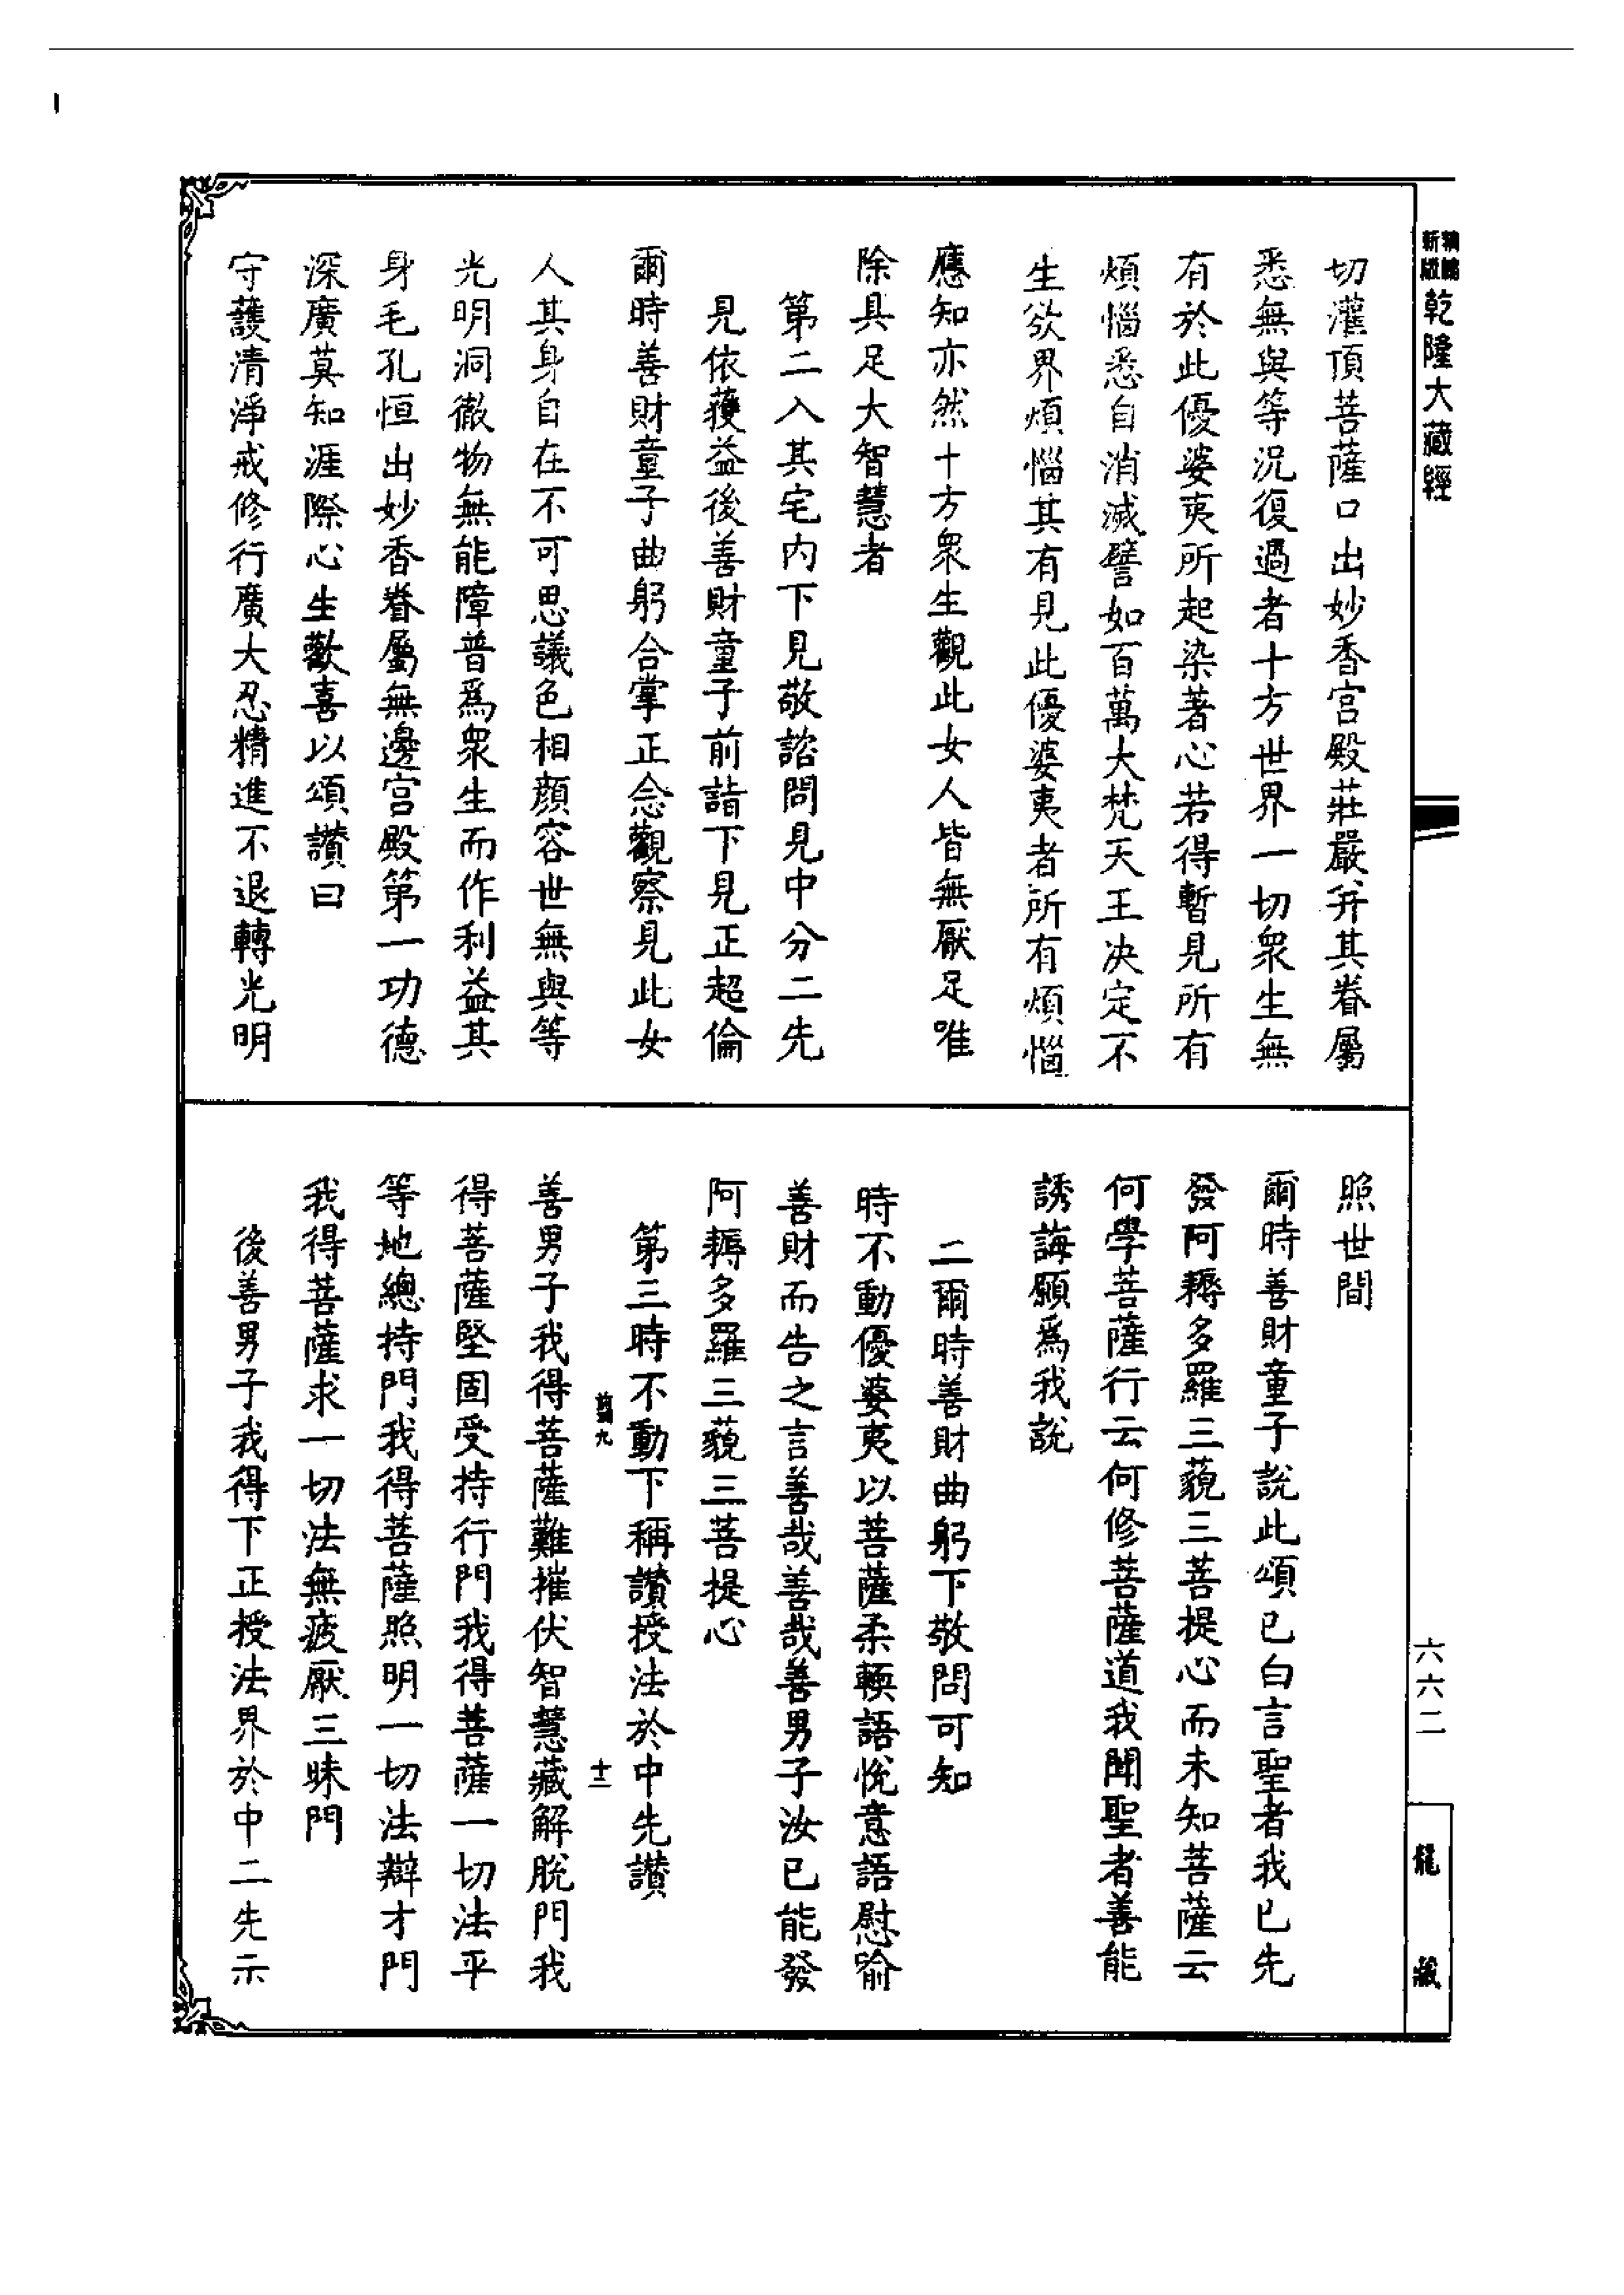 新版
乾隆大藏經
切灌頂菩薩口出妙香宮殿莊嚴并其眷屬
悉無與等況復過者十方世界一切衆生無
有於此優婆夷所起染著心若得暫見所有
煩惱悉自消滅譬如百萬大梵天王决定不
生欲界煩惱其有見此優婆夷者所有煩惱
應知亦然十方衆生觀此女人皆無厭足唯
除具足大智慧者
第二入其宅內下見敬諮問見中分二先
見依獲益後善財童子前詣下見正超倫
爾時善財童子曲躬合掌正念觀察見此女
人其身自在不可思議色相顏容世無與等
光明洞徹物無能障普爲衆生而作利益其
身毛孔恒出妙香眷屬無邊宮殿第一功德
深廣莫知涯際心生歡喜以頌讚曰
守護清淨戒修行廣大忍精進不退轉光明
照世間
爾時善財童子說此頌已白言聖者我已先
發阿耨多羅三藐三菩提心而未知菩薩云
何學菩薩行云何修菩薩道我聞聖者善能
誘誨願爲我說
二爾時善財曲躬下敬問可知
時不動優婆夷以菩薩柔輭語悅意語慰喻
善財而告之言善哉善哉善男子汝已能發
阿耨多羅三藐三菩提心
第三時不動下稱讚授法於中先讚
九
十二
善男子我得菩薩難摧伏智慧藏解脫門我
得菩薩堅固受持行門我得菩薩一切法平
等地總持門我得菩薩照明一切法辯才門
我得菩薩求一切法無疲厭三昧門
後善男子我得下正授法界於中二先示
六六二
龍藏